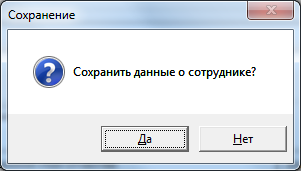 Сохранение
Сохранить данные о сотруднике?
Да
Нет